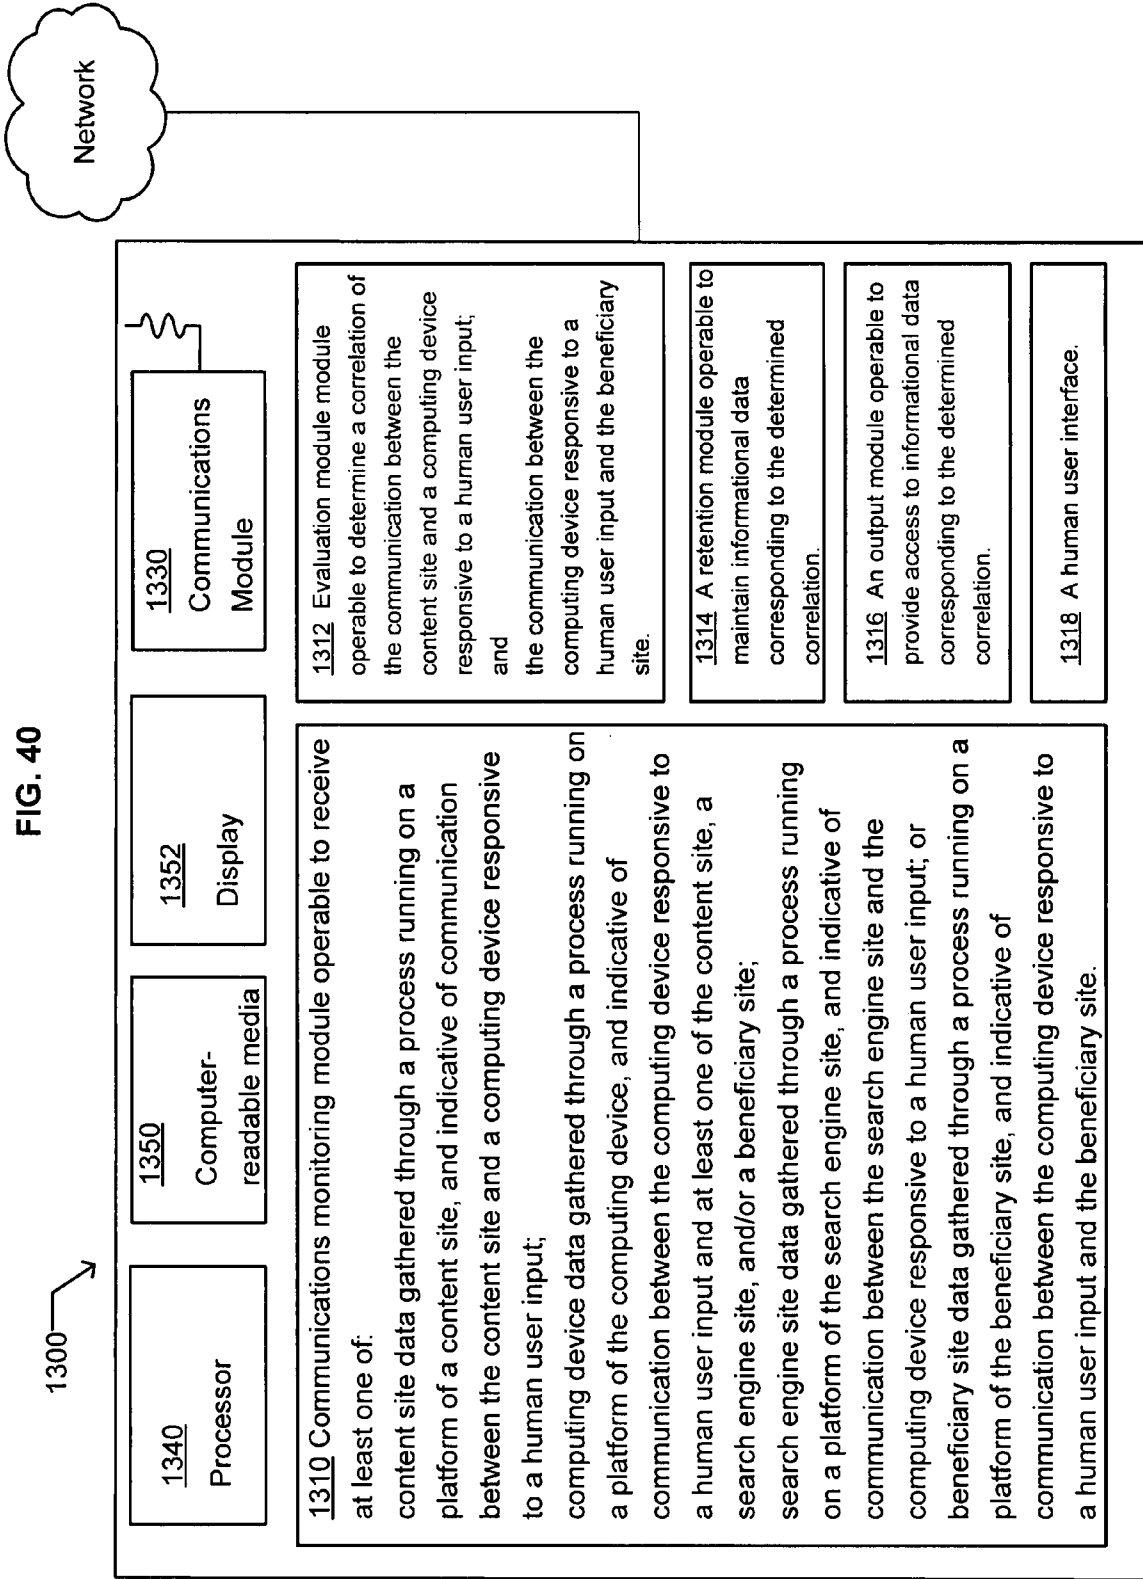 FIG. 40
1300
Network
1340
Processor
1350
Computer-
readable media
1352
Display
1330
Communications
Module
1310 Communications monitoring module operable to receive
at least one of:
content site data gathered through a process running on a
platform of a content site, and indicative of communication
between the content site and a computing device responsive
to a human user input;
computing device data gathered through a process running on
a platform of the computing device, and indicative of
communication between the computing device responsive to
a human user input and at least one of the content site, a
search engine site, and/or a beneficiary site;
search engine site data gathered through a process running
on a platform of the search engine site, and indicative of
communication between the search engine site and the
computing device responsive to a human user input; or
beneficiary site data gathered through a process running on a
platform of the beneficiary site, and indicative of
communication between the computing device responsive to
a human user input and the beneficiary site.
1312 Evaluation module module
operable to determine a correlation of
the communication between the
content site and a computing device
responsive to a human user input;
and
the communication between the
computing device responsive to a
human user input and the beneficiary
site.
1314 A retention module operable to
maintain informational data
corresponding to the determined
correlation.
1316 An output module operable to
provide access to informational data
corresponding to the determined
correlation.
1318 A human user interface.